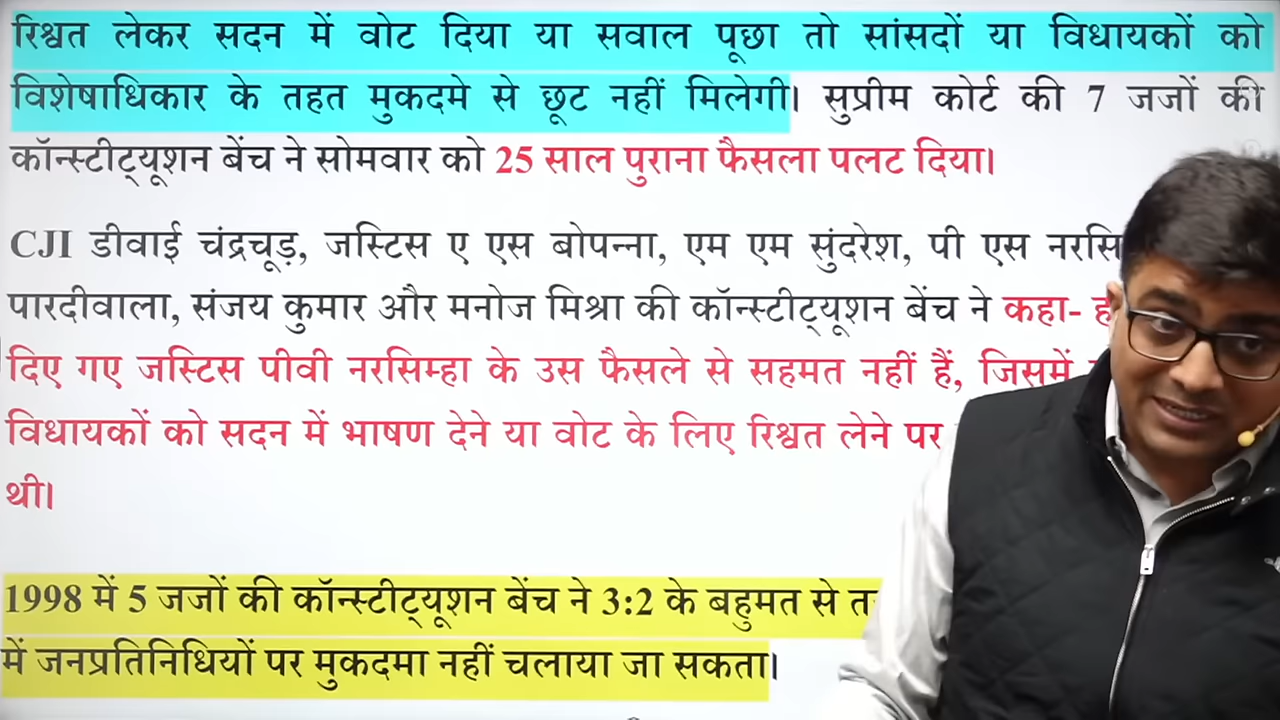 रिश्वत लेकर सदन में वोट दिया या सवाल पूछा तो सांसदों या विधायकों को
विशेषाधिकार के तहत मुकदमे से छूट नहीं मिलेगी। सुप्रीम कोर्ट की 7 जजों की
कॉन्स्टीट्यूशन बेंच ने सोमवार को 25 साल पुराना फैसला पलट दिया।
CJI डीवाई चंद्रचूड़, जस्टिस ए एस बोपन्ना, एम एम सुंदरेश, पी एस
पारदीवाला, संजय कुमार और मनोज मिश्रा की कॉन्स्टीट्यूशन बेंच ने कहा-
दिए गए जस्टिस पीवी नरसिम्हा के उस फैसले से सहमत नहीं हैं, जिसमें
विधायकों को सदन में भाषण देने या वोट के लिए रिश्वत लेने पर
थी।
1998 में 5 जजों की कॉन्स्टीट्यूशन बेंच ने 3:2 के बहुमत से
में जनप्रतिनिधियों पर मुकदमा नहीं चलाया जा सकता।